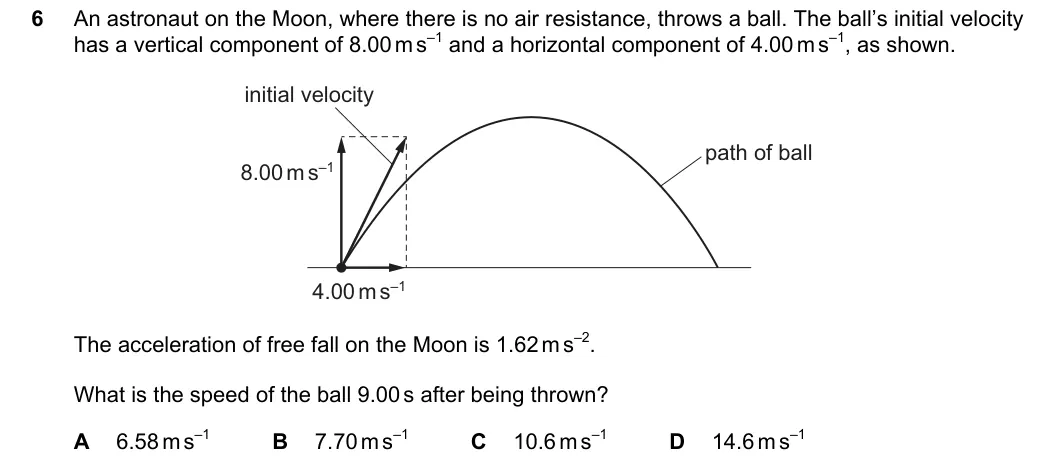 6 An astronaut on the Moon, where there is no air resistance, throws a ball. The ball’s initial velocity
has a vertical component of 8.00 m s⁻¹ and a horizontal component of 4.00 m s⁻¹, as shown.
initial velocity
path of ball
8.00 m s⁻¹
4.00 m s⁻¹
The acceleration of free fall on the Moon is 1.62 m s⁻².
What is the speed of the ball 9.00 s after being thrown?
A 6.58 m s⁻¹ B 7.70 m s⁻¹ C 10.6 m s⁻¹ D 14.6 m s⁻¹